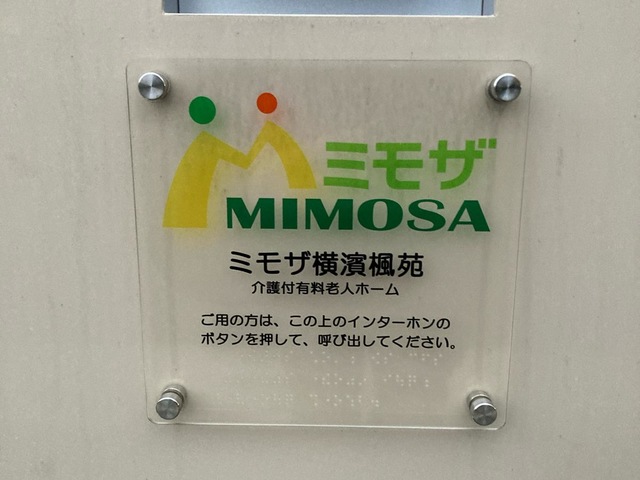 ミモザ
MIMOSA
ミモザ横濱楓苑
介護付有料老人ホーム
ご用の方は、この上のインターホンの
ボタンを押して、呼び出してください。